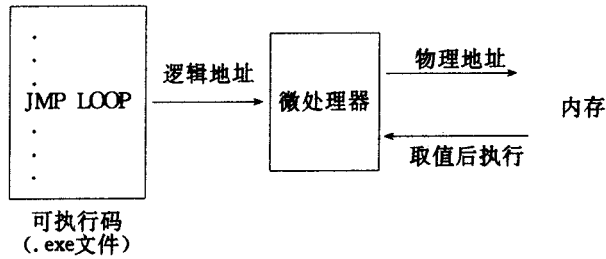 JMP LOOP
逻辑地址
微处理器
物理地址
取值后执行
内存
可执行码
(.exe文件)